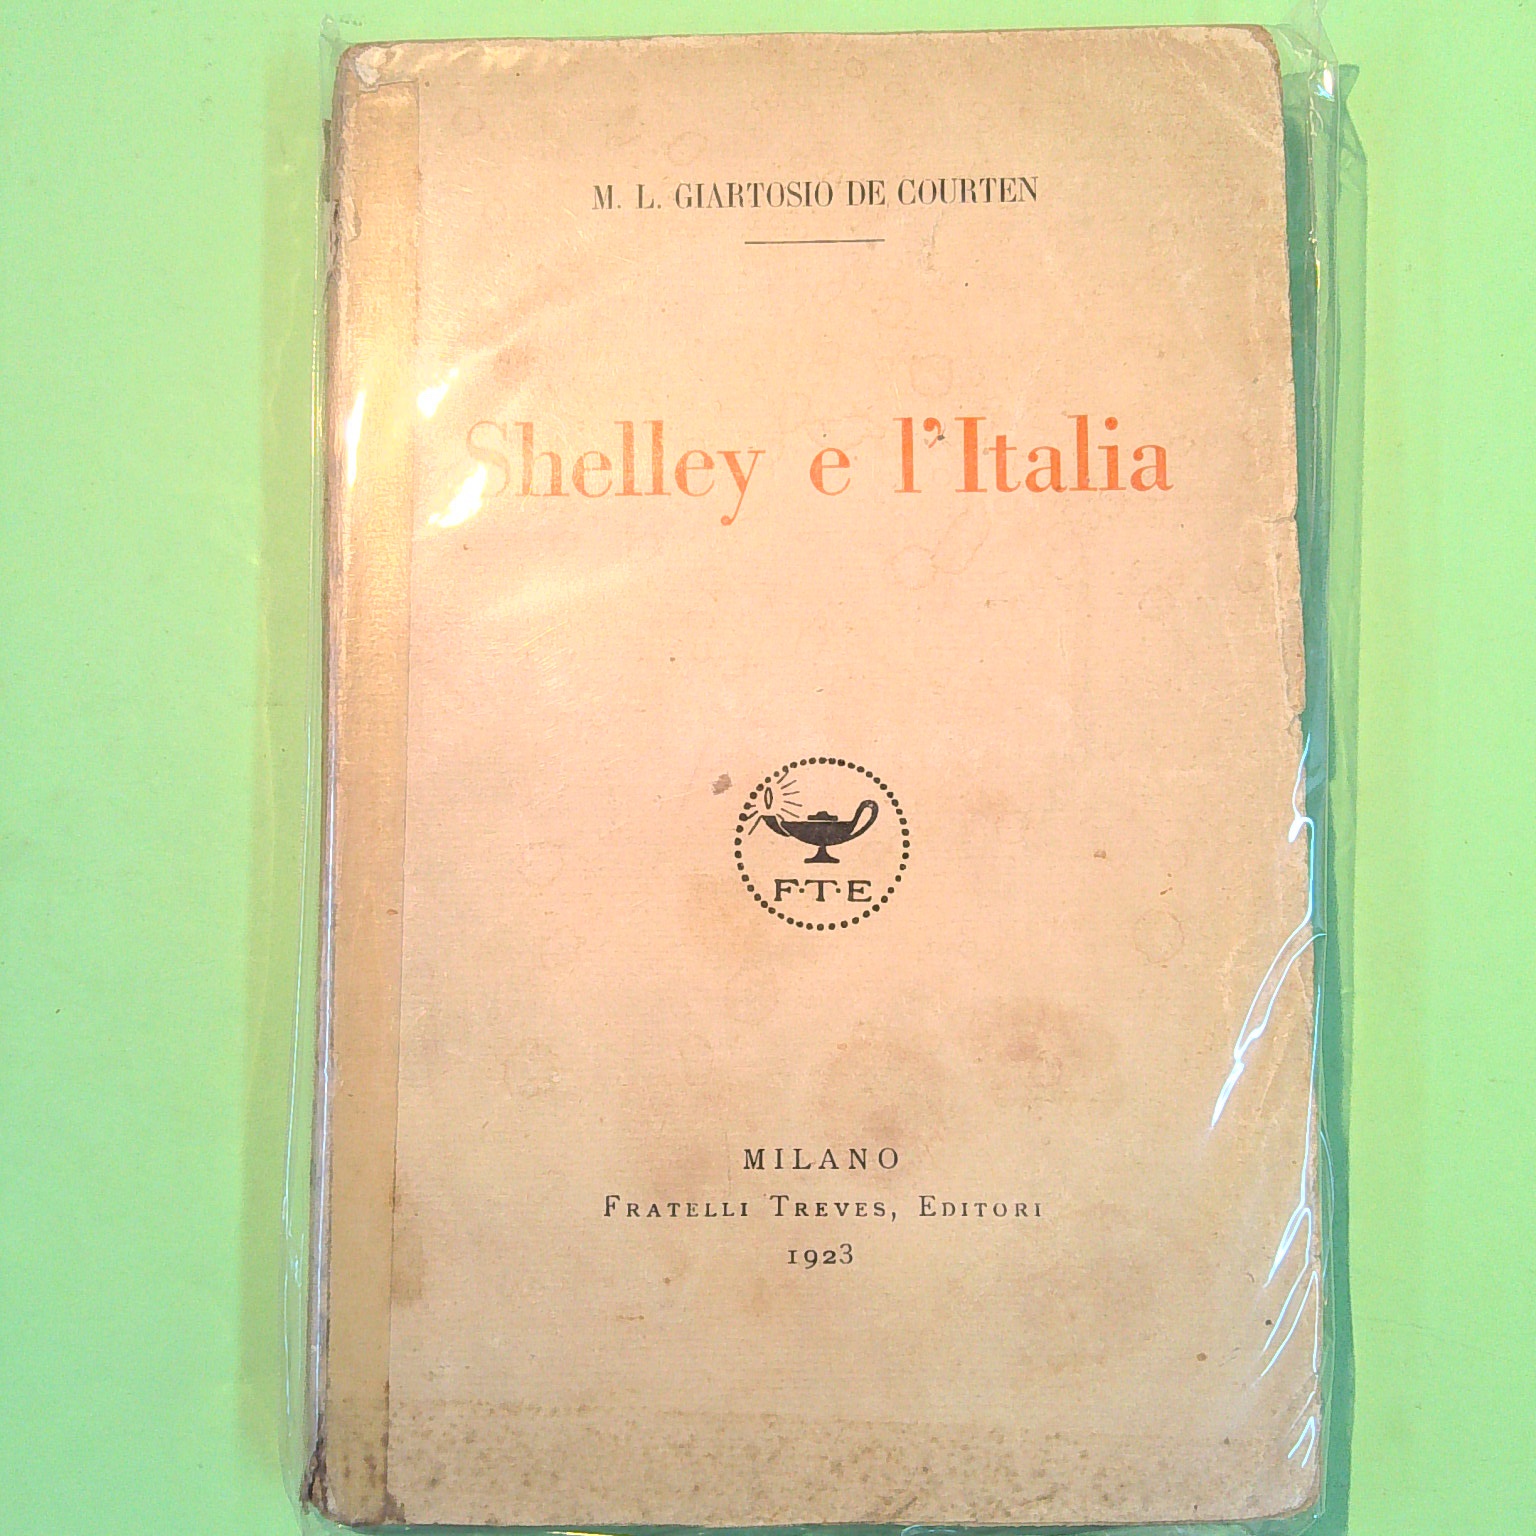 M. L. GIARTOSIO DE COURTEN
Shelley e l'Italia
F·T·E
MILANO
FRATELLI TREVES, EDITORI
1923